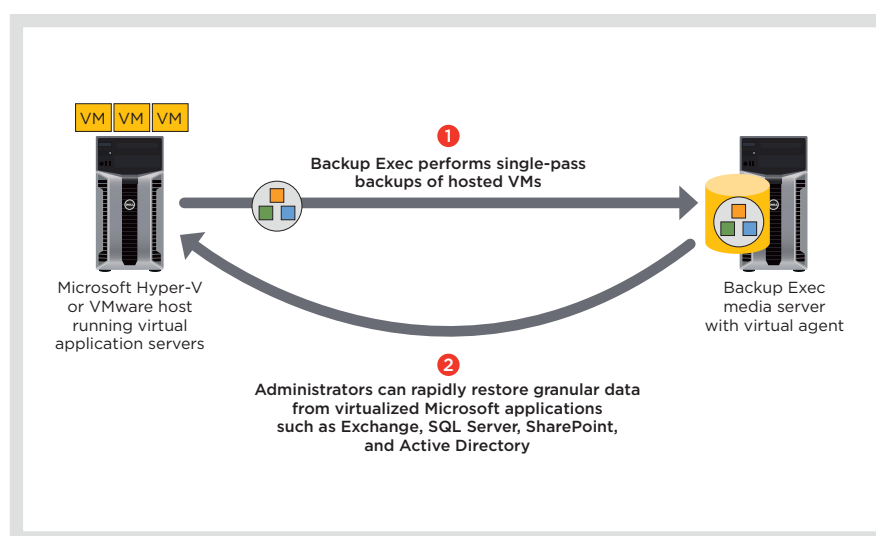 VM VM VM
1
Backup Exec performs single-pass
backups of hosted VMs
Microsoft Hyper-V
or VMware host
running virtual
application servers
Backup Exec
media server
with virtual agent
2
Administrators can rapidly restore granular data
from virtualized Microsoft applications
such as Exchange, SQL Server, SharePoint,
and Active Directory